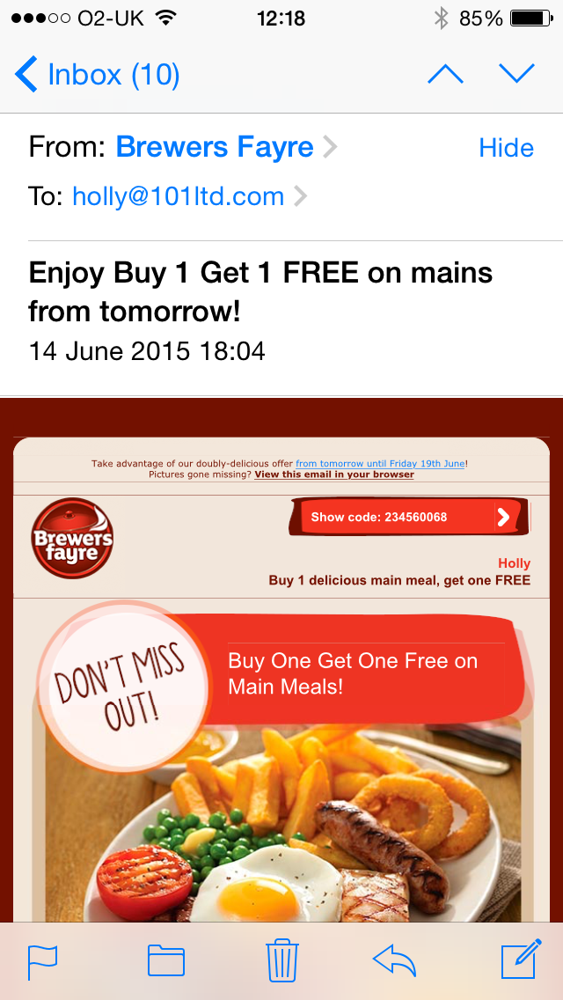 O2-UK 12:18 85%
Inbox (10)
From: Brewers Fayre Hide
To: holly@101ltd.com
Enjoy Buy 1 Get 1 FREE on mains
from tomorrow!
14 June 2015 18:04
Take advantage of our doubly-delicious offer from tomorrow until Friday 19th June!
Pictures gone missing? View this email in your browser
Brewers
fayre
Show code: 234560068
Holly
Buy 1 delicious main meal, get one FREE
DON'T MISS
OUT!
Buy One Get One Free on
Main Meals!